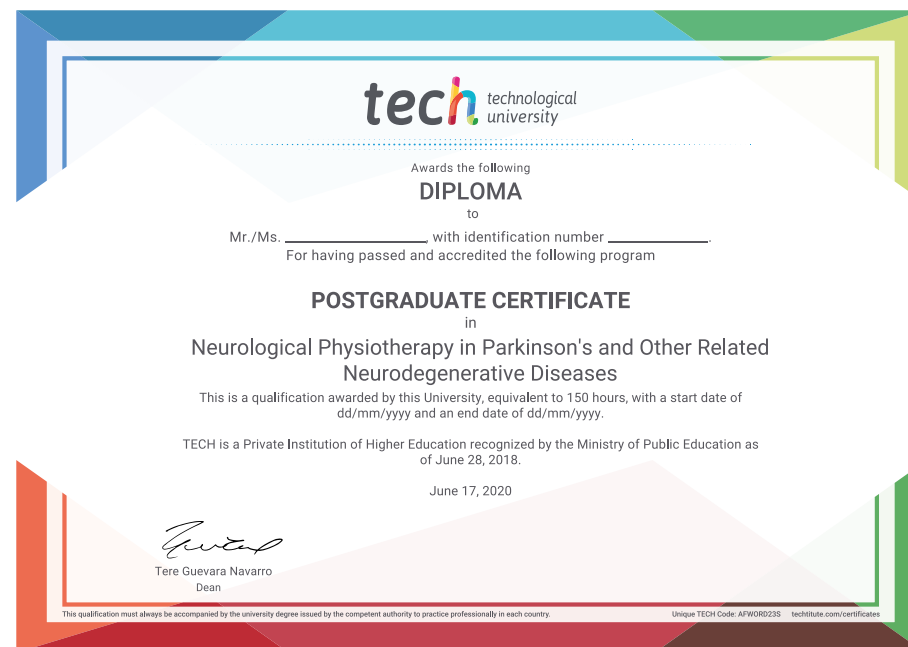 tech technological
university
Awards the following
DIPLOMA
to
Mr./Ms. ____________, with identification number ____________.
For having passed and accredited the following program
POSTGRADUATE CERTIFICATE
in
Neurological Physiotherapy in Parkinson's and Other Related
Neurodegenerative Diseases
This is a qualification awarded by this University, equivalent to 150 hours, with a start date of
dd/mm/yyyy and an end date of dd/mm/yyyy.
TECH is a Private Institution of Higher Education recognized by the Ministry of Public Education as
of June 28, 2018.
June 17, 2020
Tere Guevara Navarro
Dean
This qualification must always be accompanied by the university degree issued by the competent authority to practice professionally in each country. Unique TECH Code: AFWORD23S techtitute.com/certificates